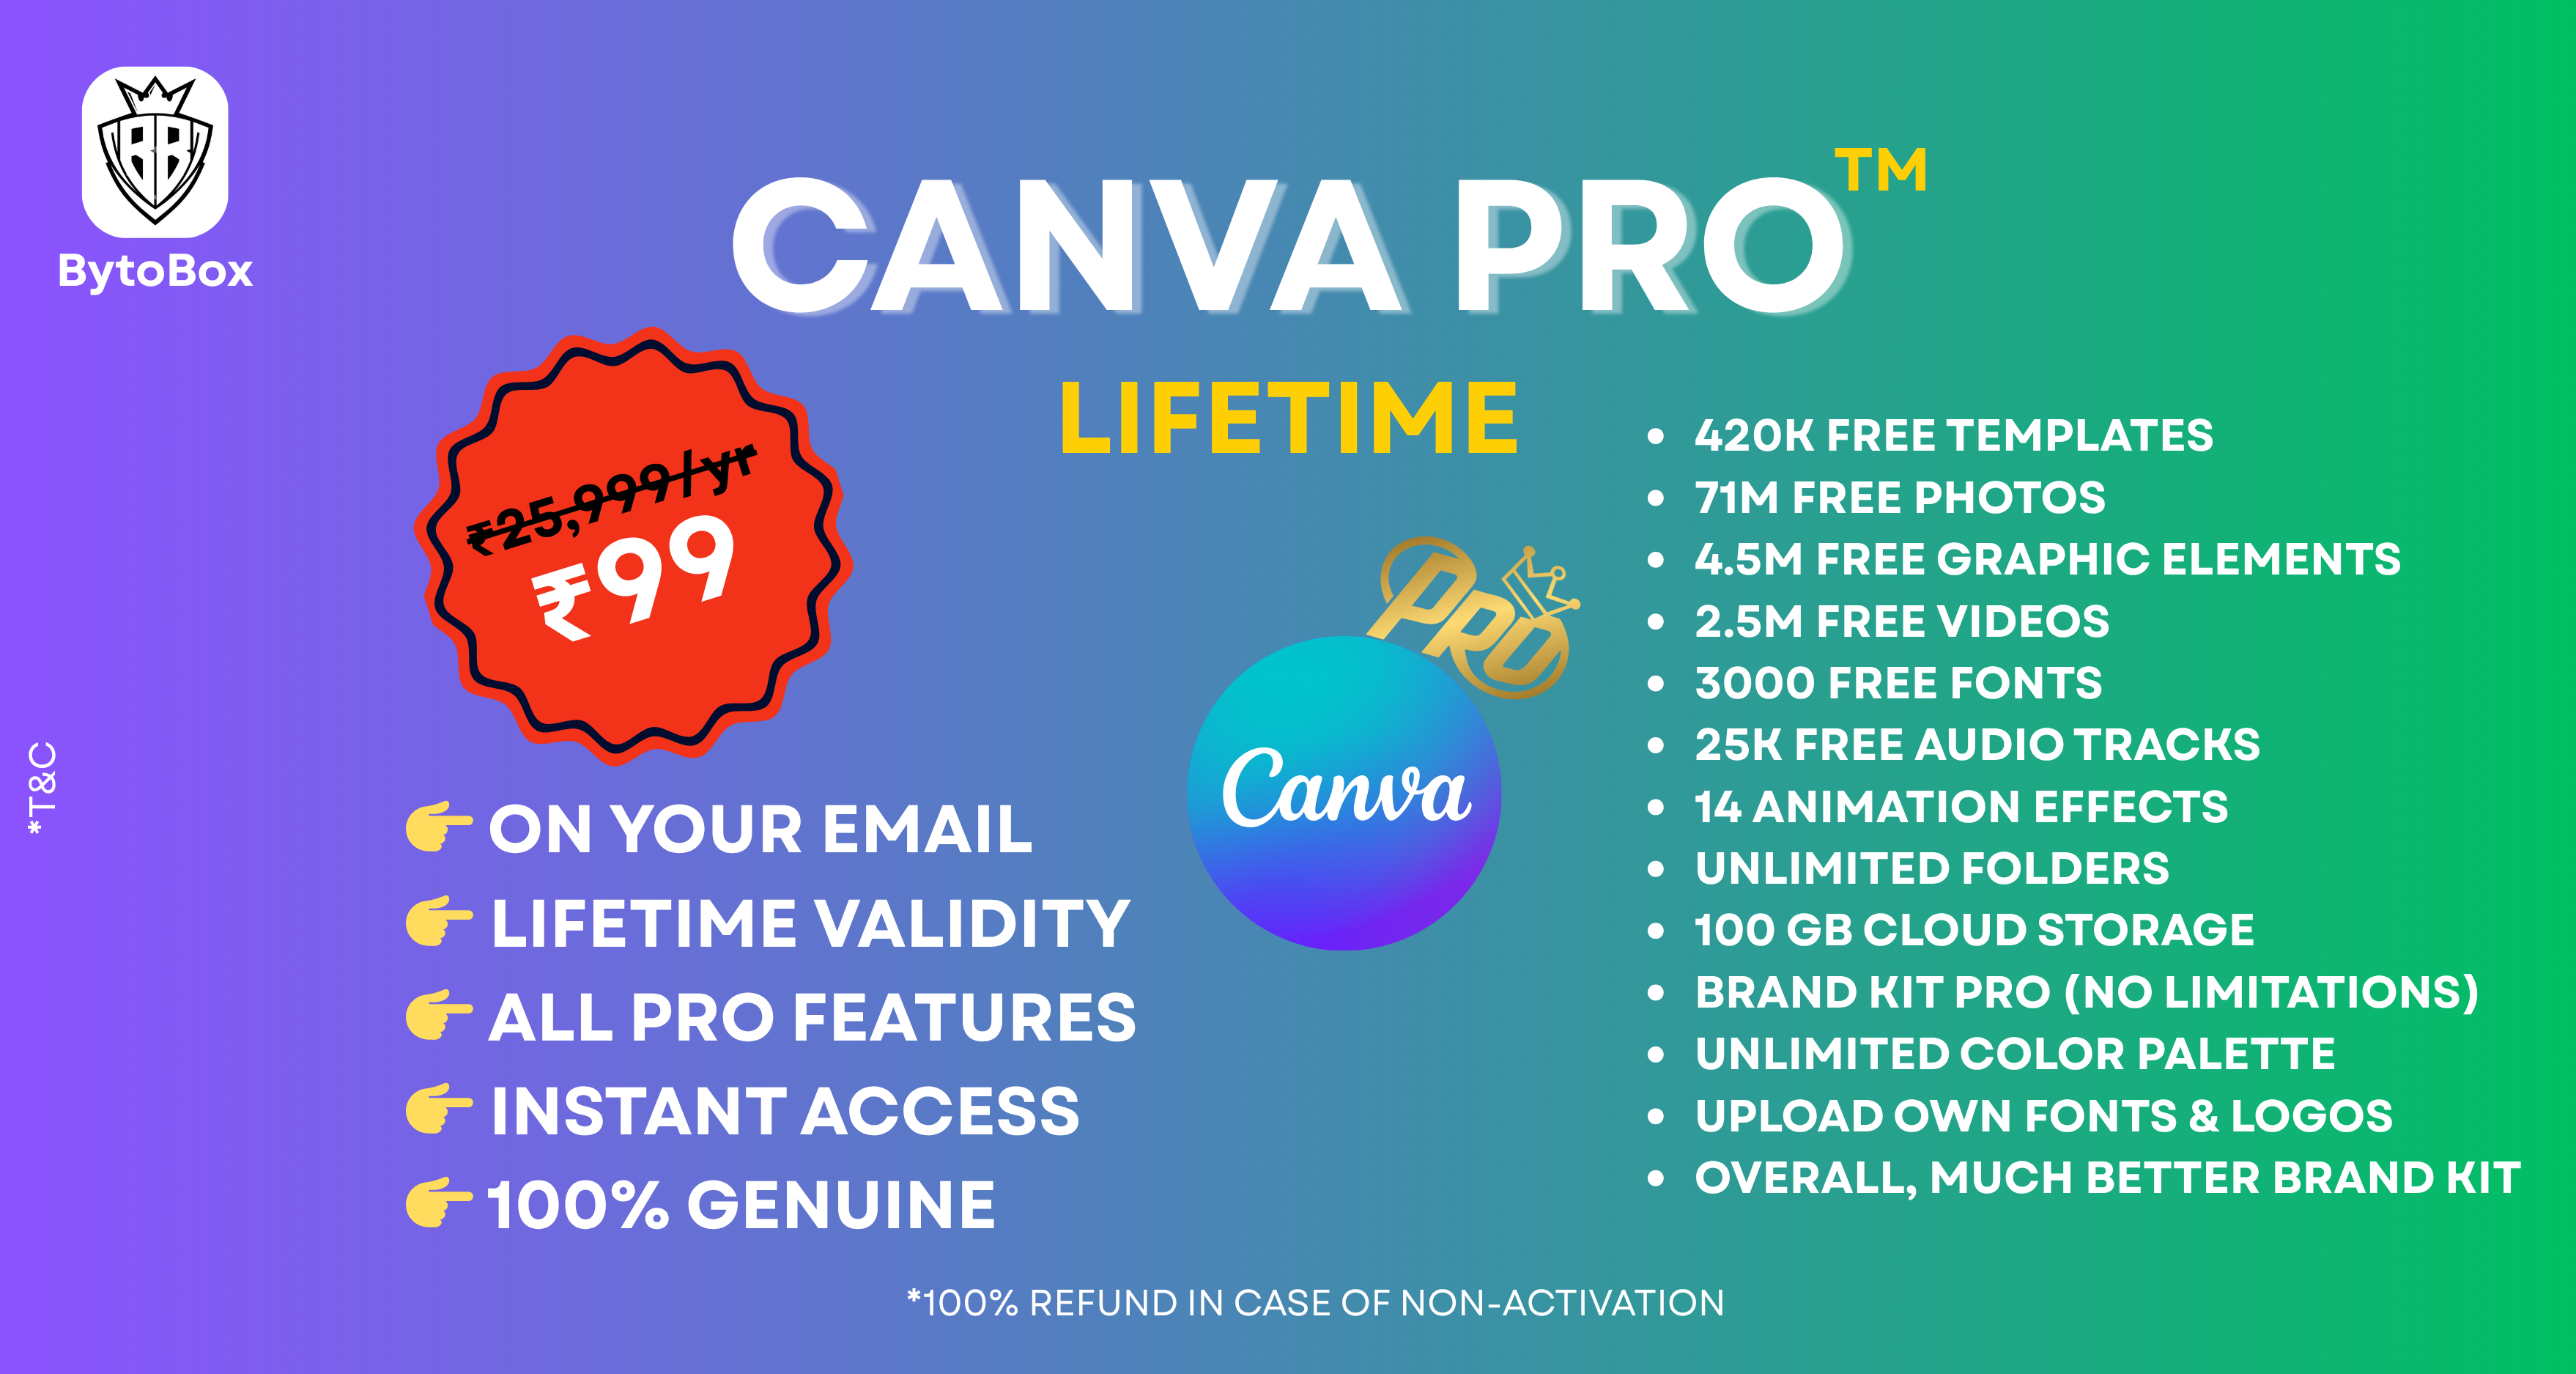 BB
BytoBox
CANVA PRO™
LIFETIME
₹25,999/yr
₹99
PRO
Canva
*T&C
👉 ON YOUR EMAIL
👉 LIFETIME VALIDITY
👉 ALL PRO FEATURES
👉 INSTANT ACCESS
👉 100% GENUINE
• 420K FREE TEMPLATES
• 71M FREE PHOTOS
• 4.5M FREE GRAPHIC ELEMENTS
• 2.5M FREE VIDEOS
• 3000 FREE FONTS
• 25K FREE AUDIO TRACKS
• 14 ANIMATION EFFECTS
• UNLIMITED FOLDERS
• 100 GB CLOUD STORAGE
• BRAND KIT PRO (NO LIMITATIONS)
• UNLIMITED COLOR PALETTE
• UPLOAD OWN FONTS & LOGOS
• OVERALL, MUCH BETTER BRAND KIT
*100% REFUND IN CASE OF NON-ACTIVATION